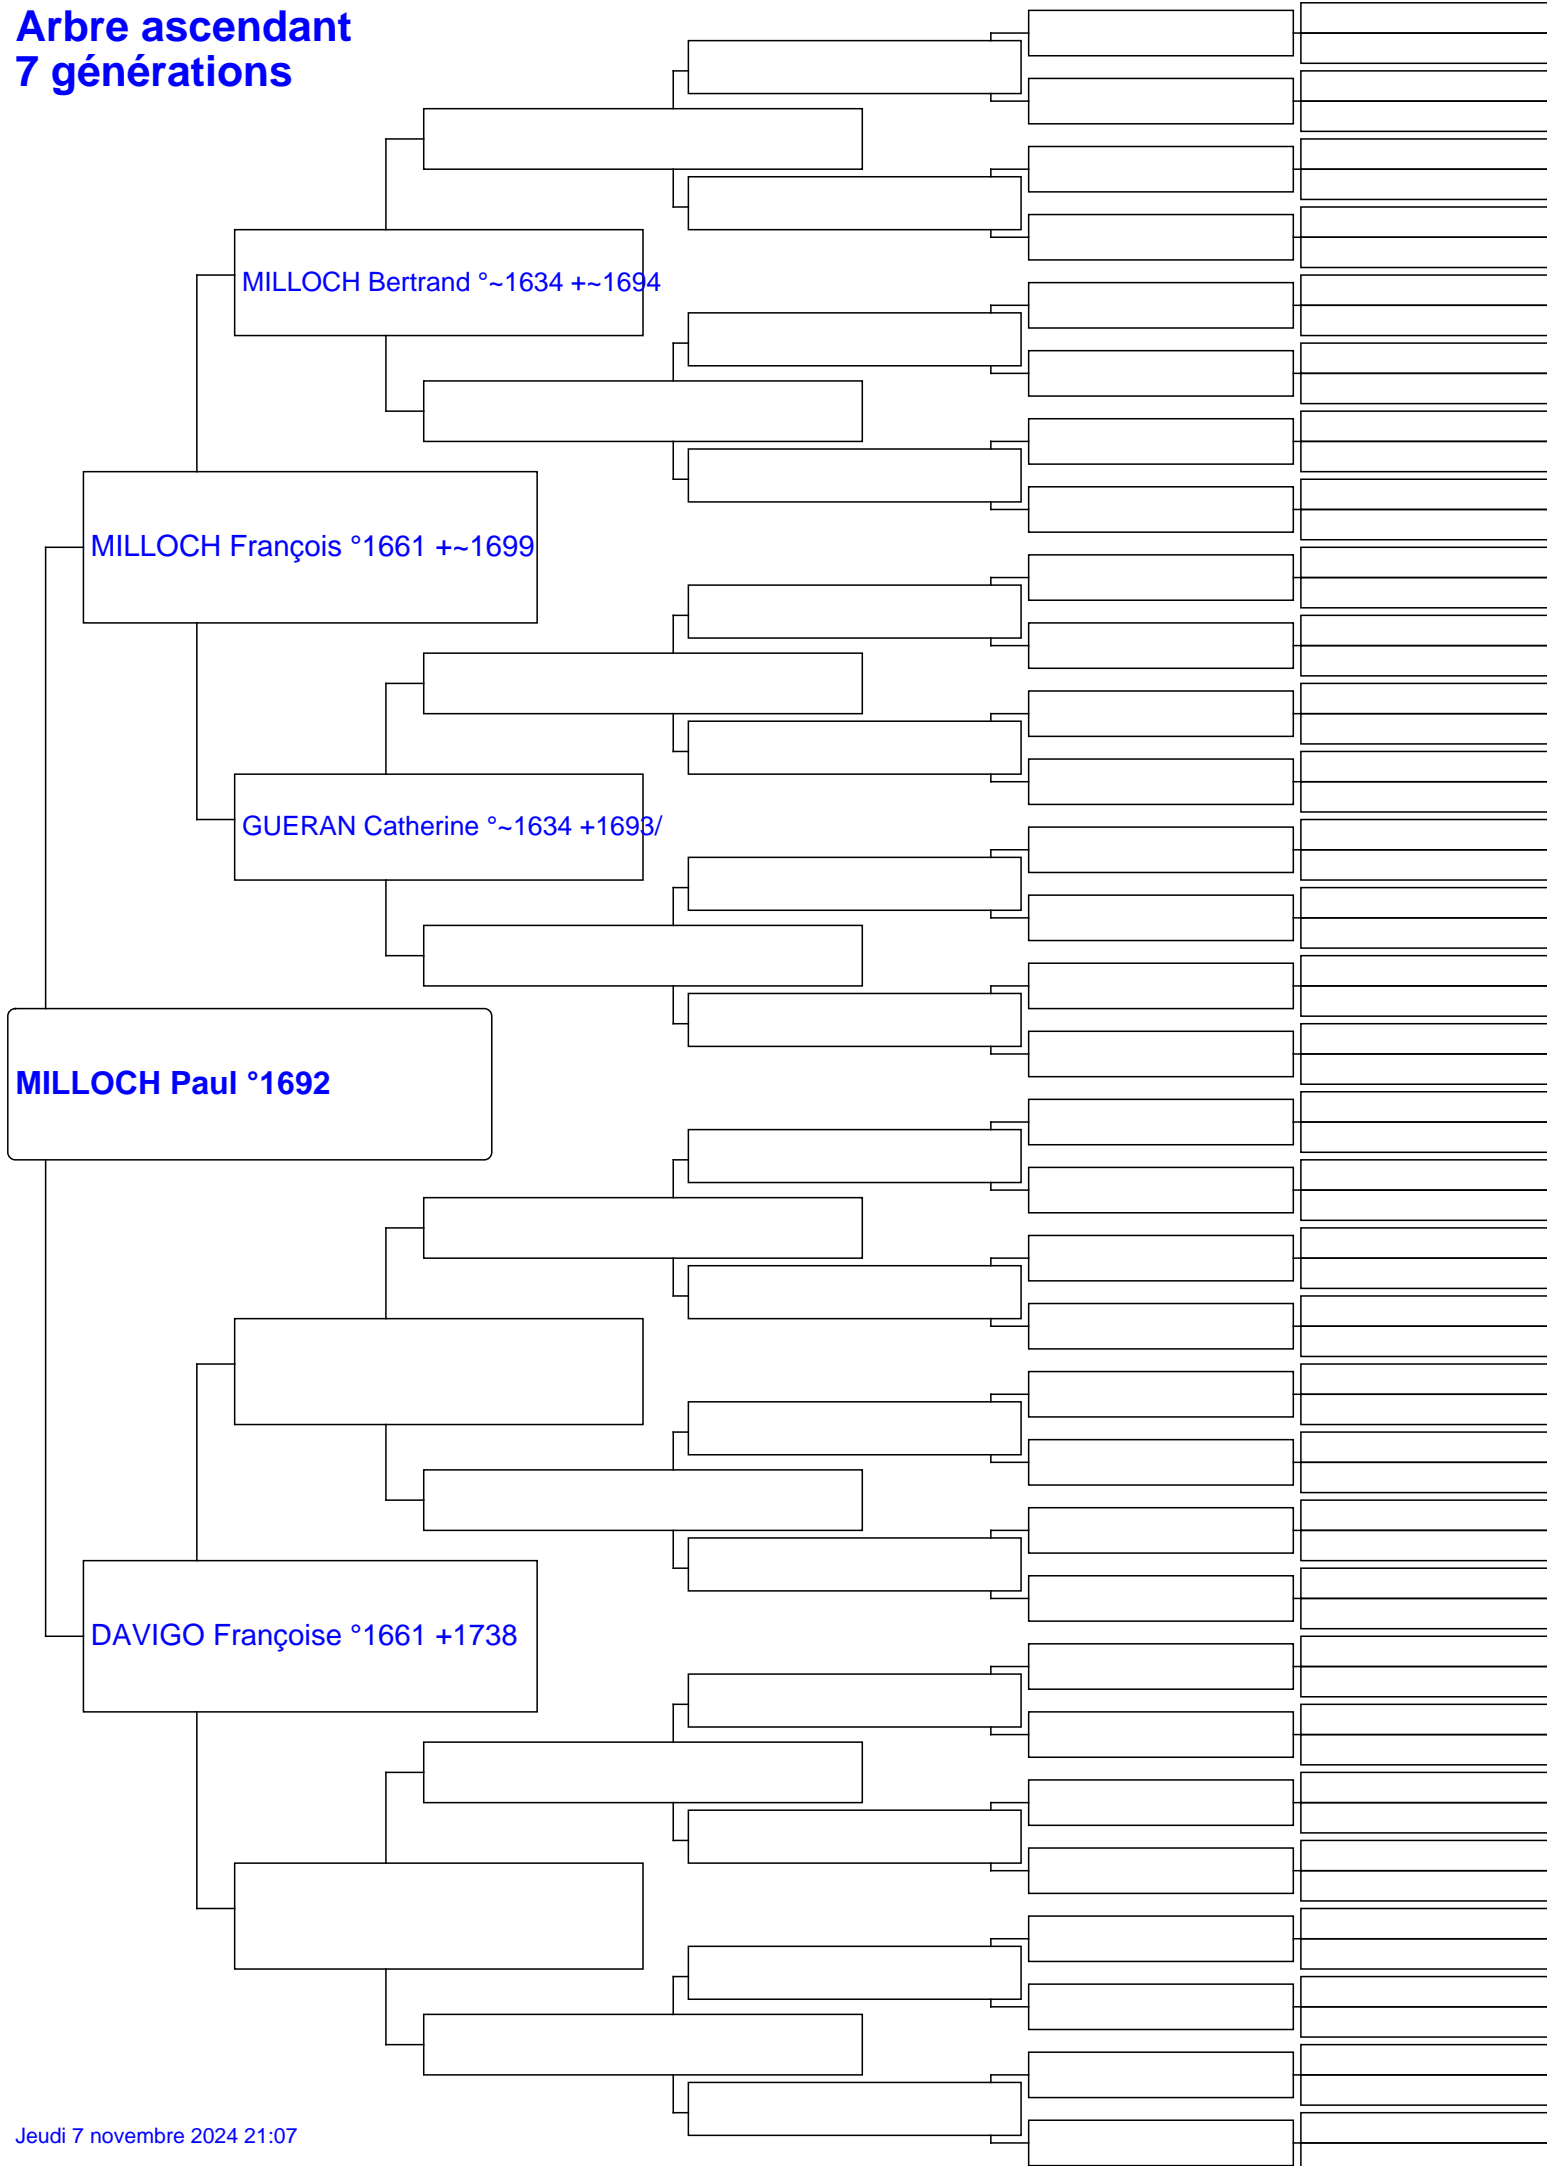 Arbre ascendant
7 générations
MILLOCH Bertrand °~1634 +~1694
MILLOCH François °1661 +~1699
GUERAN Catherine °~1634 +1693/
MILLOCH Paul °1692
DAVIGO Françoise °1661 +1738
Jeudi 7 novembre 2024 21:07